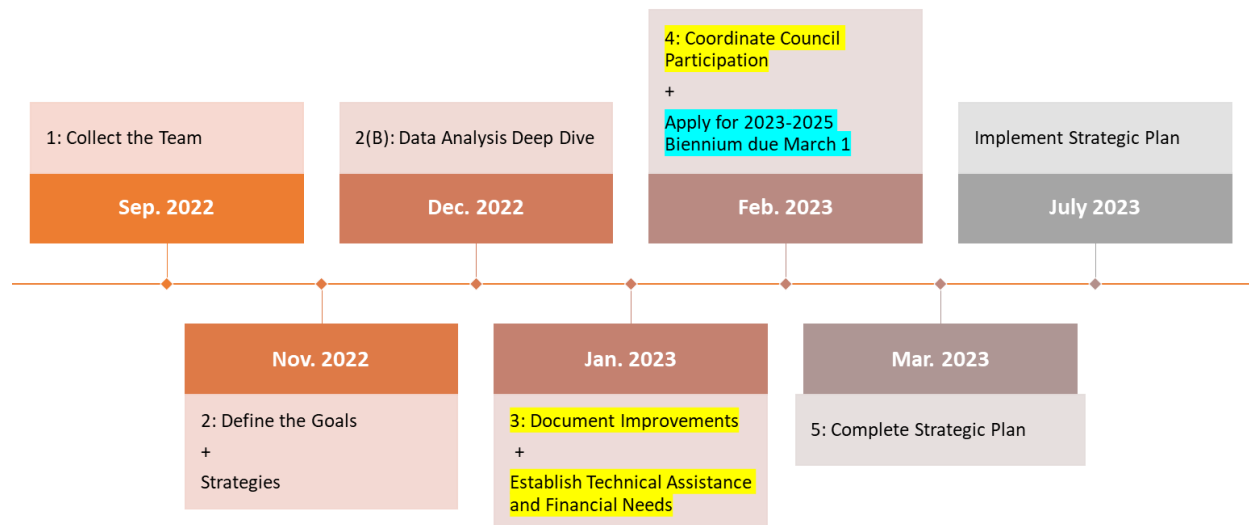 1: Collect the Team
Sep. 2022
Nov. 2022
2: Define the Goals
+
Strategies
2(B): Data Analysis Deep Dive
Dec. 2022
Jan. 2023
3: Document Improvements
+
Establish Technical Assistance
and Financial Needs
4: Coordinate Council
Participation
+
Apply for 2023-2025
Biennium due March 1
Feb. 2023
Mar. 2023
5: Complete Strategic Plan
Implement Strategic Plan
July 2023